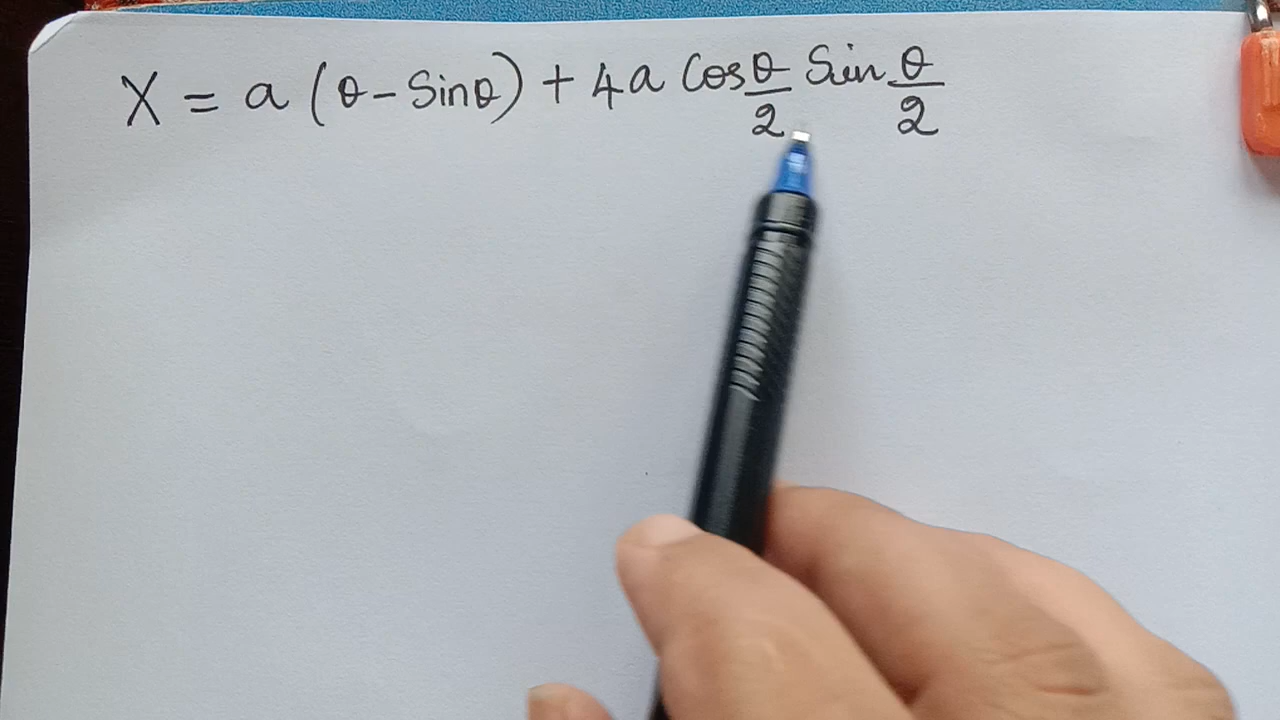 X = a (θ - Sinθ) + 4a Cos θ/2 Sin θ/2